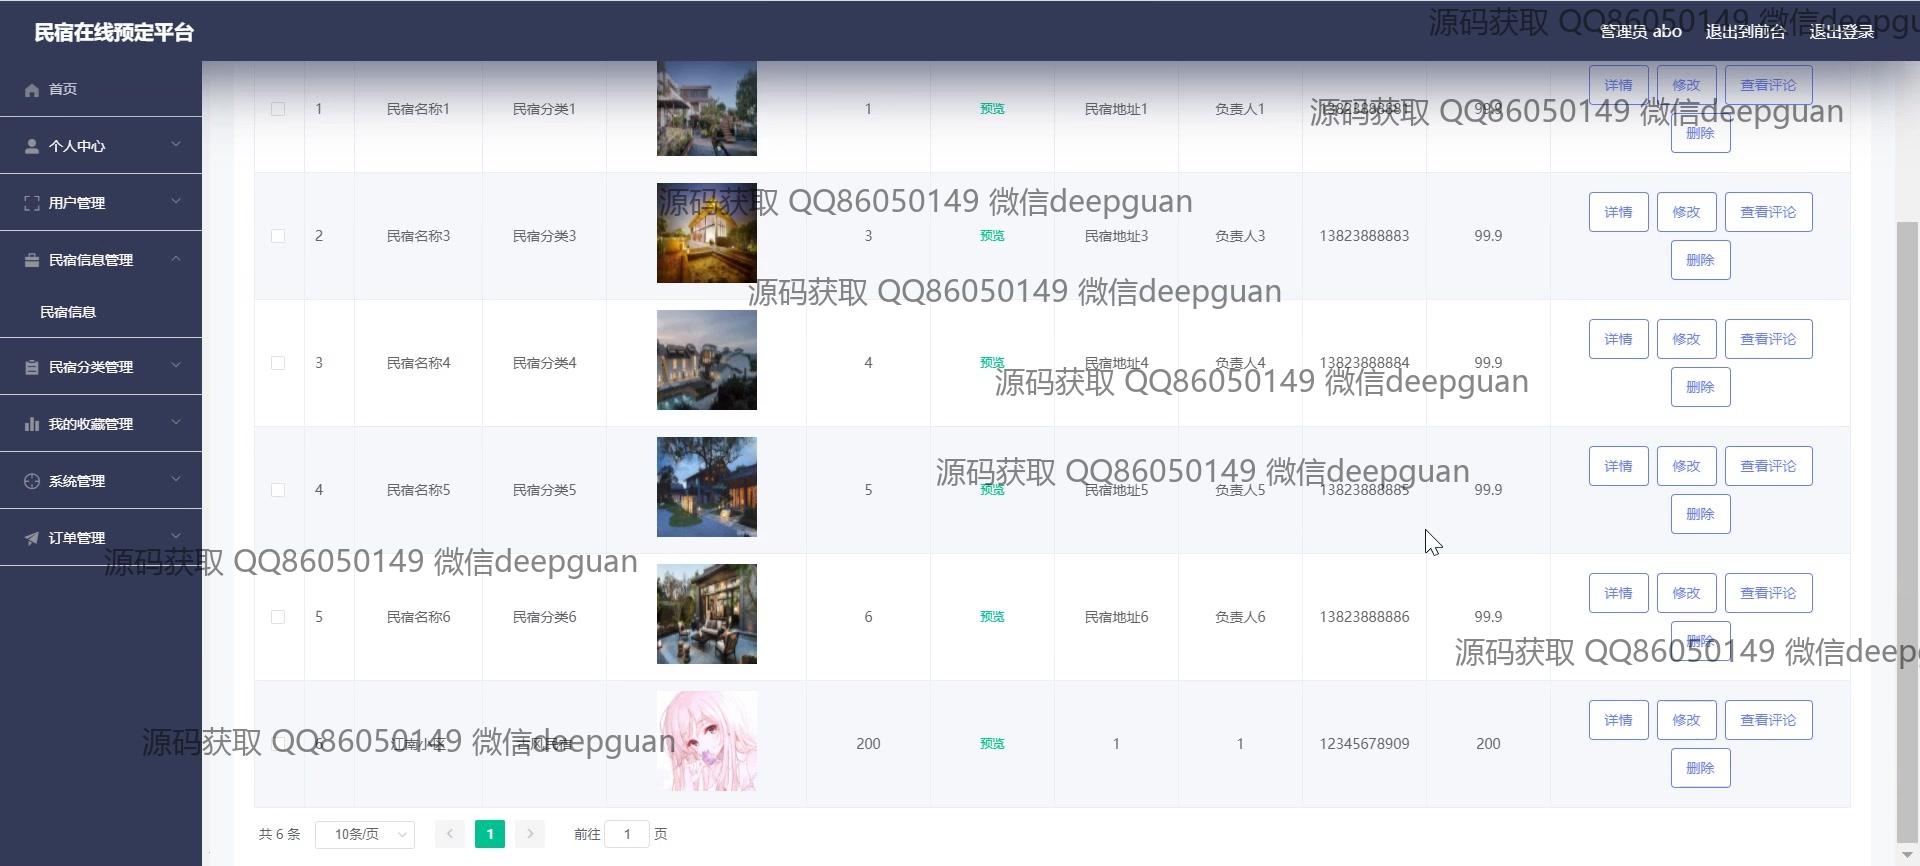 民宿在线预定平台
管理员 abo 退出到前台 退出登录
源码获取 QQ86050149 微信deepgu
首页
个人中心
用户管理
民宿信息管理
民宿信息
民宿分类管理
我的收藏管理
系统管理
订单管理
1 民宿名称1 民宿分类1 1 预览 民宿地址1 负责人1 13823888881 99.9 详情 修改 查看评论
删除
源码获取 QQ86050149 微信deepguan
源码获取 QQ86050149 微信deepguan
2 民宿名称3 民宿分类3 3 预览 民宿地址3 负责人3 13823888883 99.9 详情 修改 查看评论
删除
源码获取 QQ86050149 微信deepguan
3 民宿名称4 民宿分类4 4 预览 民宿地址4 负责人4 13823888884 99.9 详情 修改 查看评论
删除
源码获取 QQ86050149 微信deepguan
4 民宿名称5 民宿分类5 5 预览 民宿地址5 负责人5 13823888885 99.9 详情 修改 查看评论
删除
源码获取 QQ86050149 微信deepguan
源码获取 QQ86050149 微信deepguan
5 民宿名称6 民宿分类6 6 预览 民宿地址6 负责人6 13823888886 99.9 详情 修改 查看评论
删除
源码获取 QQ86050149 微信deep
6 江南小区 古风民宿 200 预览 1 1 12345678909 200 详情 修改 查看评论
删除
源码获取 QQ86050149 微信deepguan
共 6 条 10条/页 1 前往 1 页